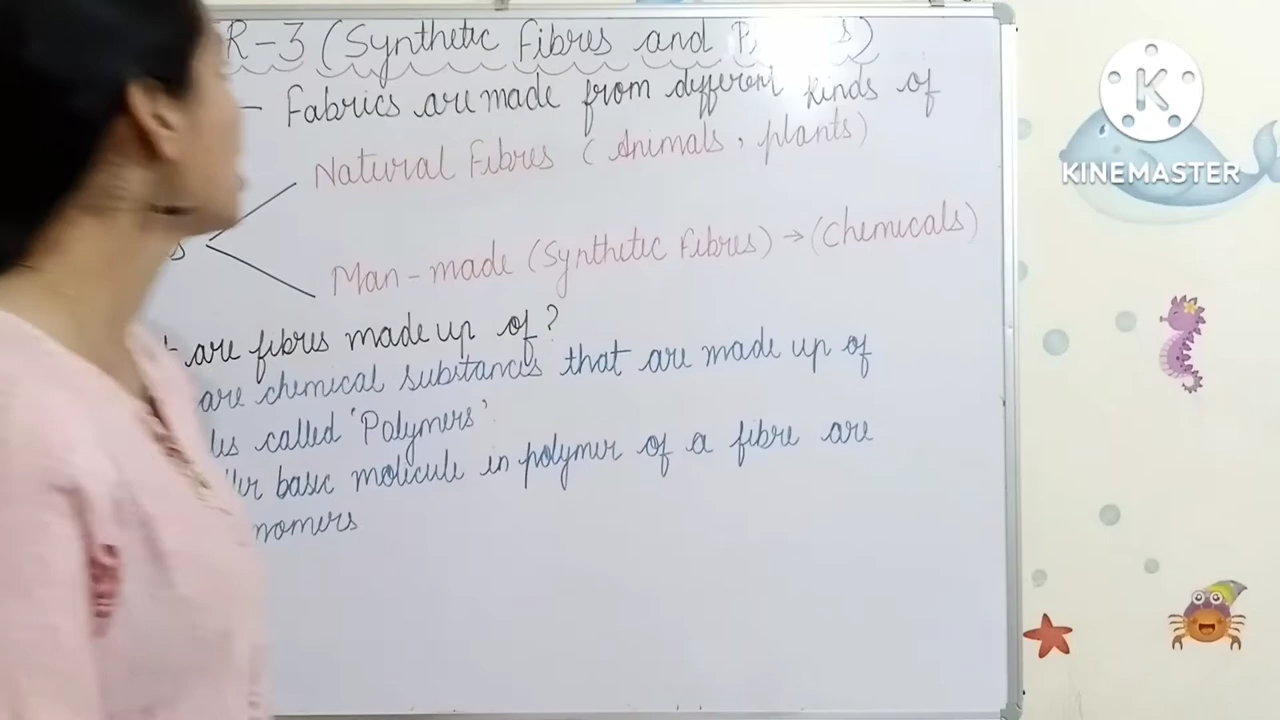 R-3 (Synthetic Fibres and
- Fabrics are made from different kinds of
Natural Fibres (Animals, plants)
Man-made (Synthetic Fibres) → (Chemicals)
are fibres made up of?
are chemical substances that are made up of
called 'Polymers'
basic molecule in polymer of a fibre are
nomers
K
KINEMASTER